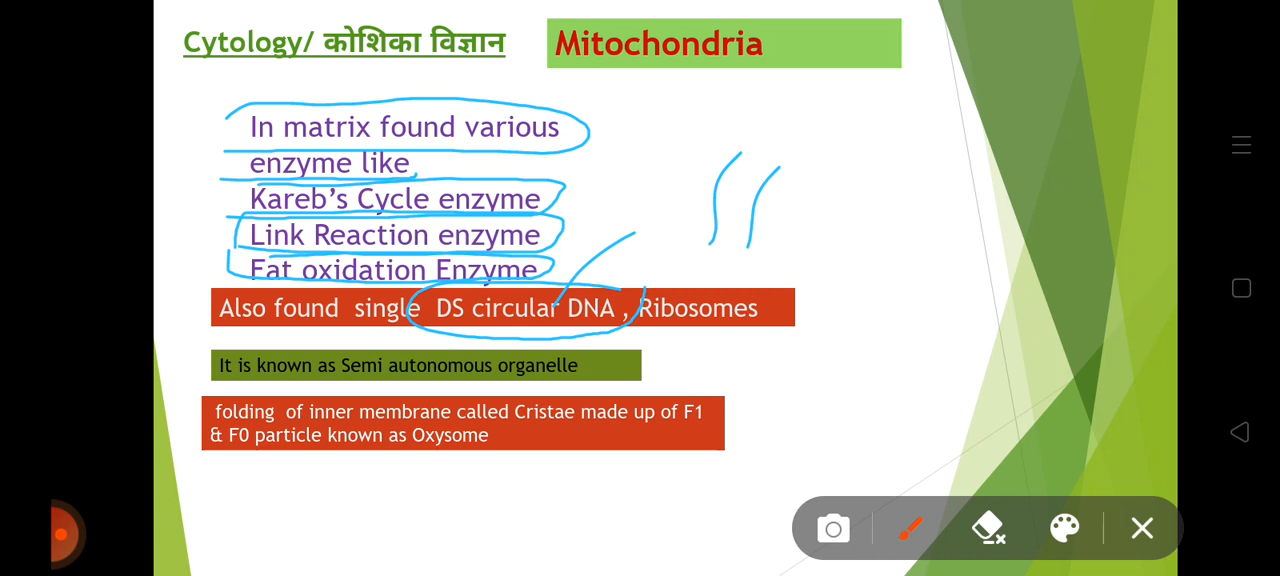 Cytology/ कोशिका विज्ञान
Mitochondria
In matrix found various
enzyme like
Kareb’s Cycle enzyme
Link Reaction enzyme
Fat oxidation Enzyme
Also found single DS circular DNA , Ribosomes
It is known as Semi autonomous organelle
folding of inner membrane called Cristae made up of F1
& F0 particle known as Oxysome